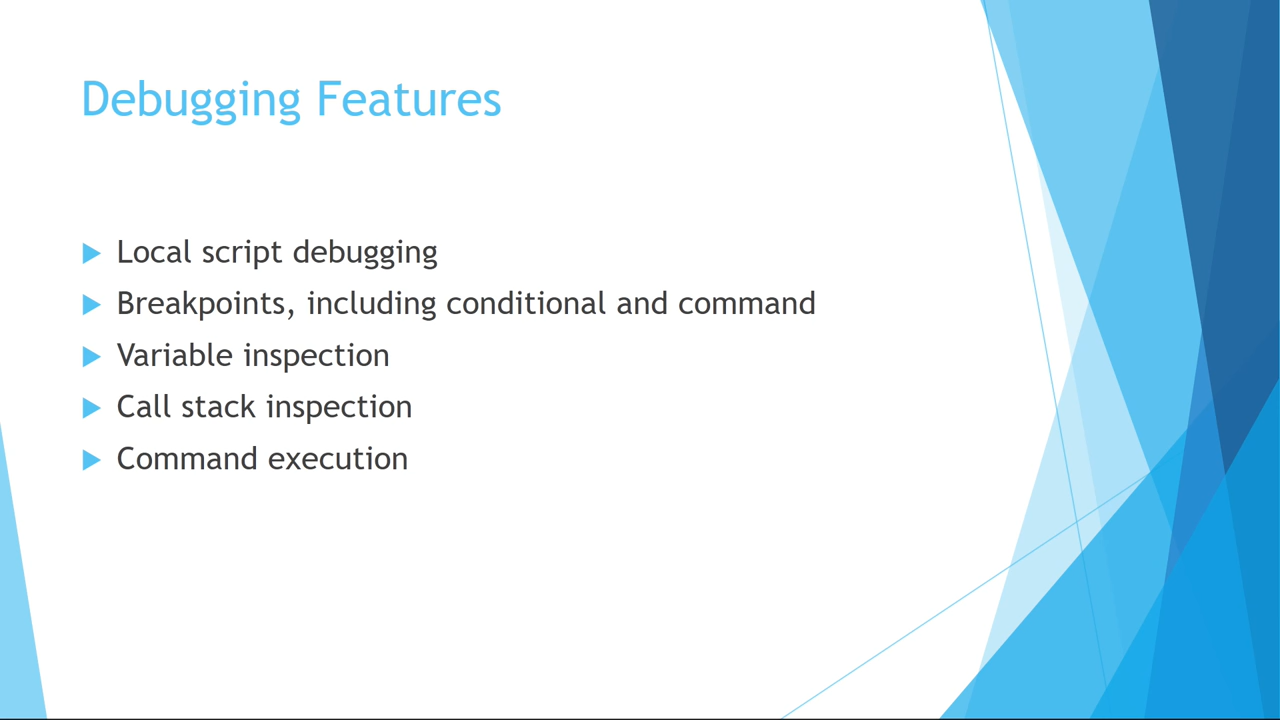 Debugging Features
Local script debugging
Breakpoints, including conditional and command
Variable inspection
Call stack inspection
Command execution